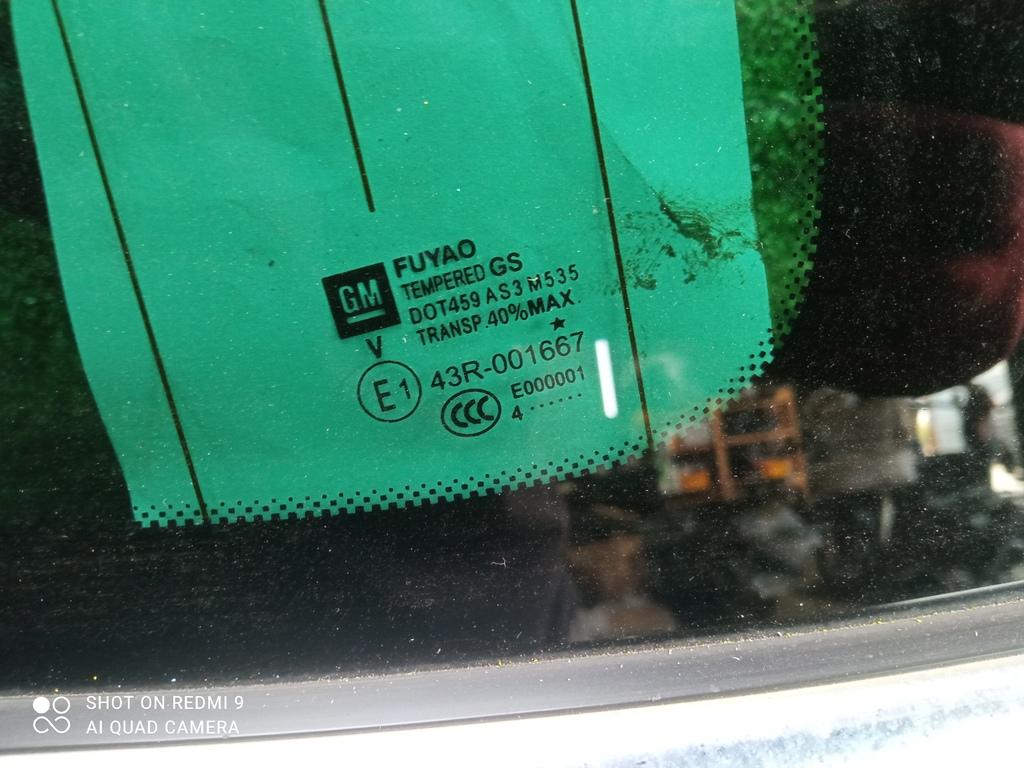 GM
FUYAO
TEMPERED GS
DOT459 AS3 M535
TRANSP.40%MAX.
V
E1 43R-001667
CCC E000001
4.......
SHOT ON REDMI 9
AI QUAD CAMERA